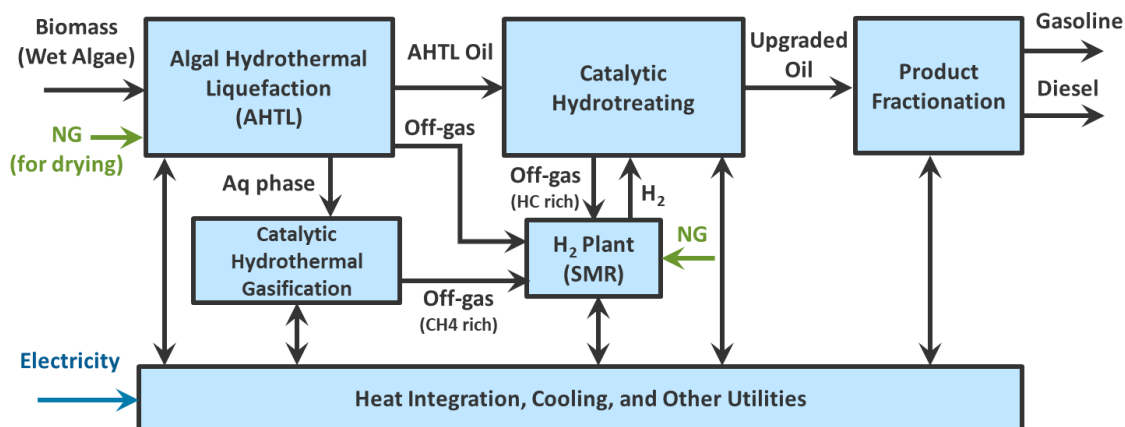 Biomass
(Wet Algae)
NG
(for drying)
Algal Hydrothermal
Liquefaction
(AHTL)
AHTL Oil
Off-gas
Aq phase
Catalytic
Hydrothermal
Gasification
Off-gas
(CH4 rich)
Catalytic
Hydrotreating
Off-gas
(HC rich)
H₂
H₂ Plant
(SMR)
NG
Upgraded
Oil
Product
Fractionation
Gasoline
Diesel
Electricity
Heat Integration, Cooling, and Other Utilities